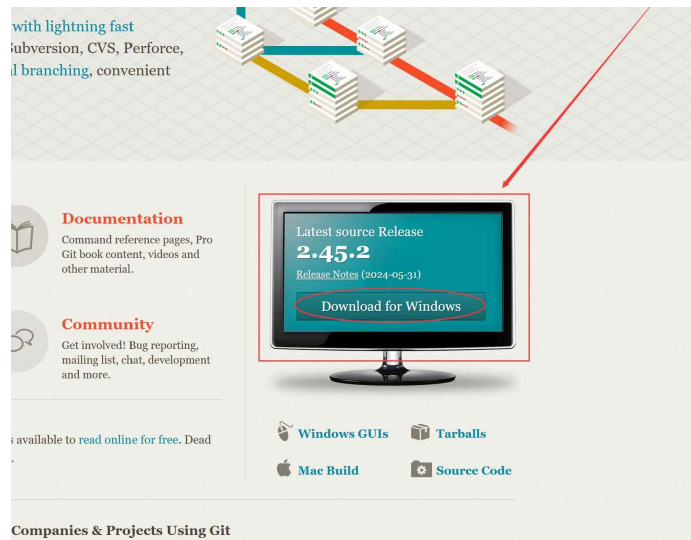 with lightning fast
Subversion, CVS, Perforce,
l branching, convenient
Documentation
Command reference pages, Pro
Git book content, videos and
other material.
Community
Get involved! Bug reporting,
mailing list, chat, development
and more.
Latest source Release
2.45.2
Release Notes (2024-05-31)
Download for Windows
Windows GUIs
Tarballs
Mac Build
Source Code
s available to read online for free. Dead
.
Companies & Projects Using Git